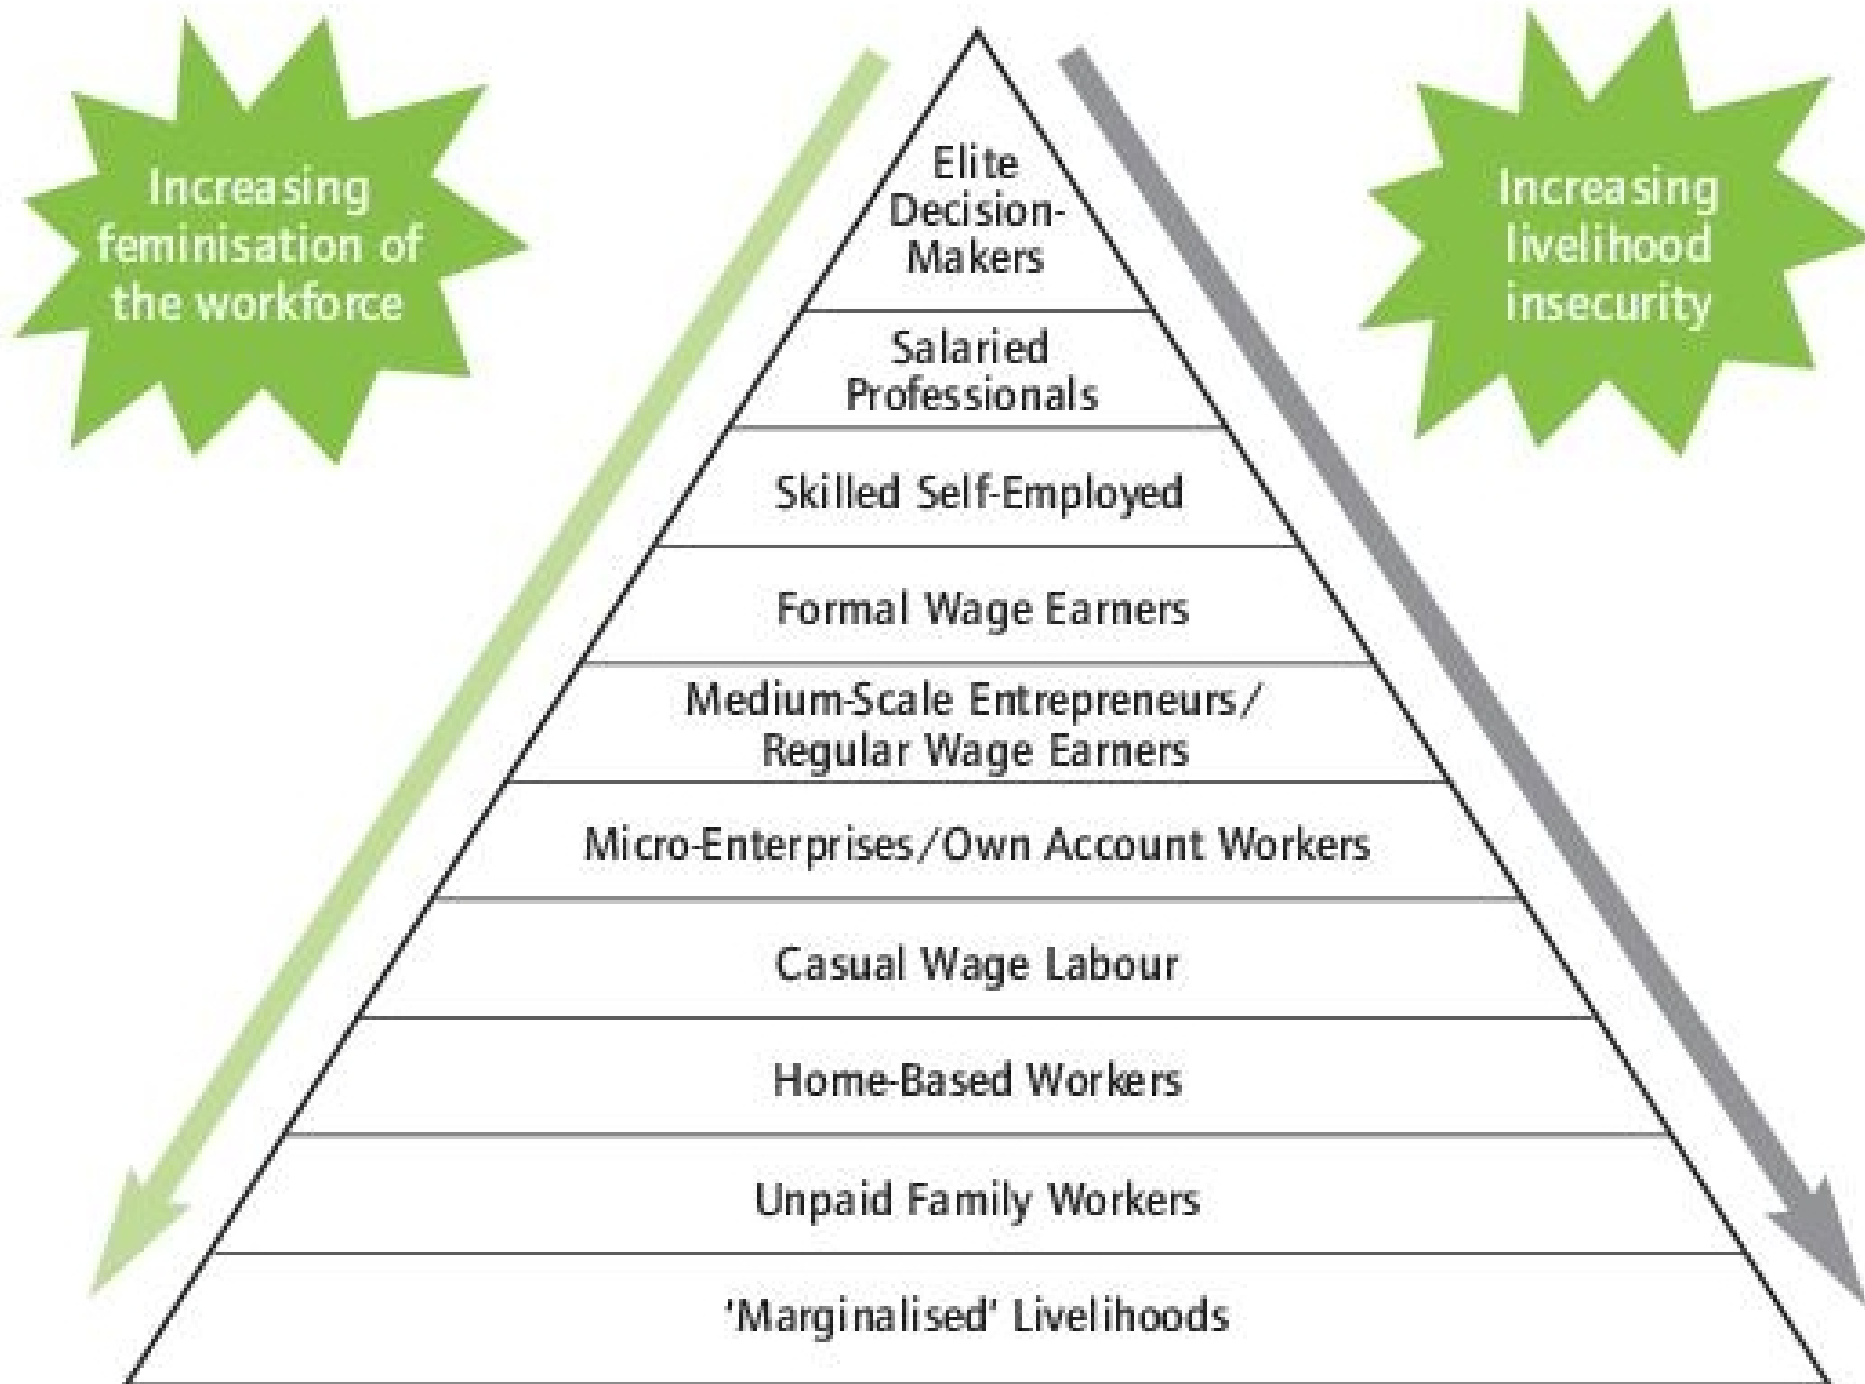 Increasing
feminisation of
the workforce
Increasing
livelihood
insecurity
Elite
Decision-
Makers
Salaried
Professionals
Skilled Self-Employed
Formal Wage Earners
Medium-Scale Entrepreneurs/
Regular Wage Earners
Micro-Enterprises/Own Account Workers
Casual Wage Labour
Home-Based Workers
Unpaid Family Workers
‘Marginalised’ Livelihoods